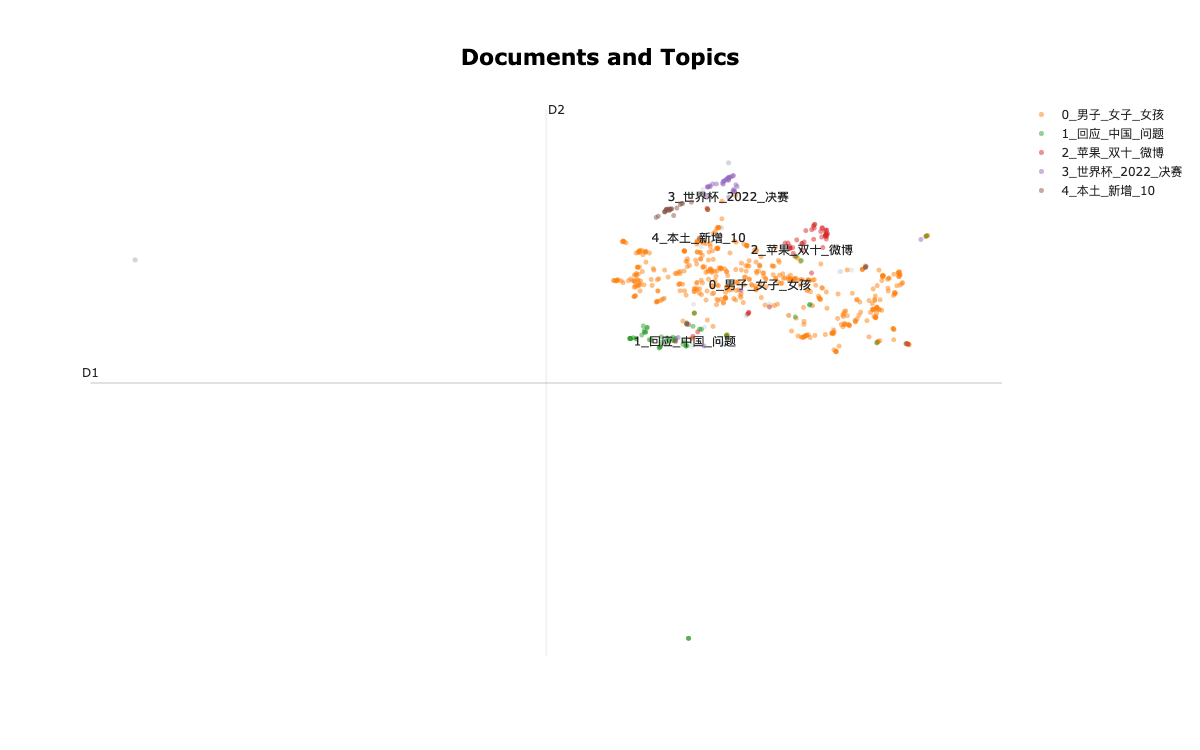 Documents and Topics
D2
0_男子_女子_女孩
1_回应_中国_问题
2_苹果_双十_微博
3_世界杯_2022_决赛
4_本土_新增_10
3_世界杯_2022_决赛
4_本土_新增_10
2_苹果_双十_微博
0_男子_女子_女孩
1_回应_中国_问题
D1